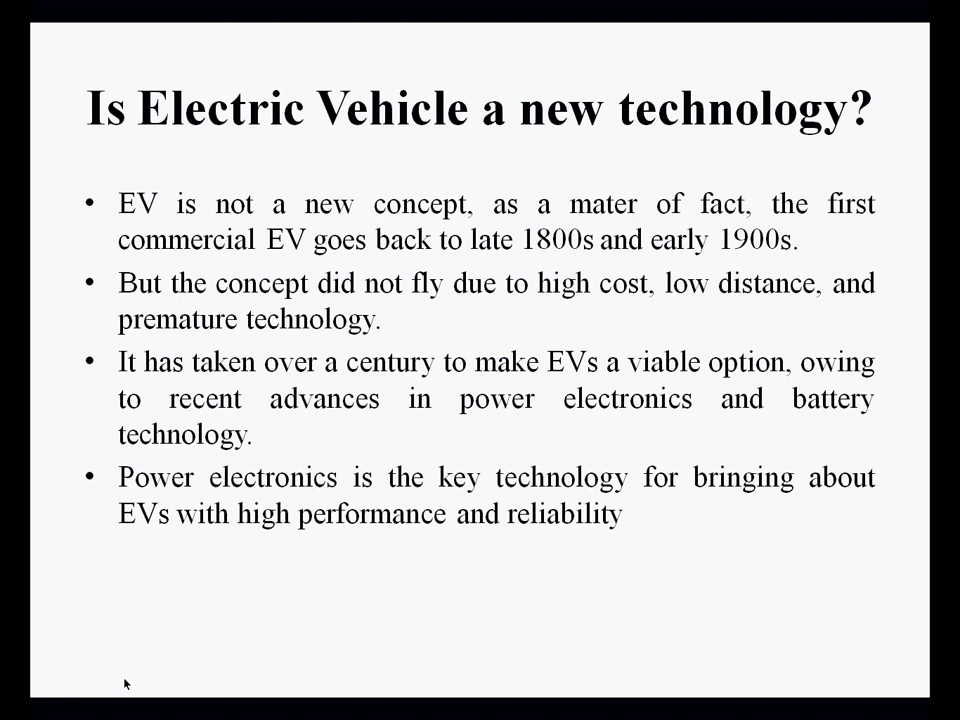 Is Electric Vehicle a new technology?
• EV is not a new concept, as a mater of fact, the first
commercial EV goes back to late 1800s and early 1900s.
• But the concept did not fly due to high cost, low distance, and
premature technology.
• It has taken over a century to make EVs a viable option, owing
to recent advances in power electronics and battery
technology.
• Power electronics is the key technology for bringing about
EVs with high performance and reliability